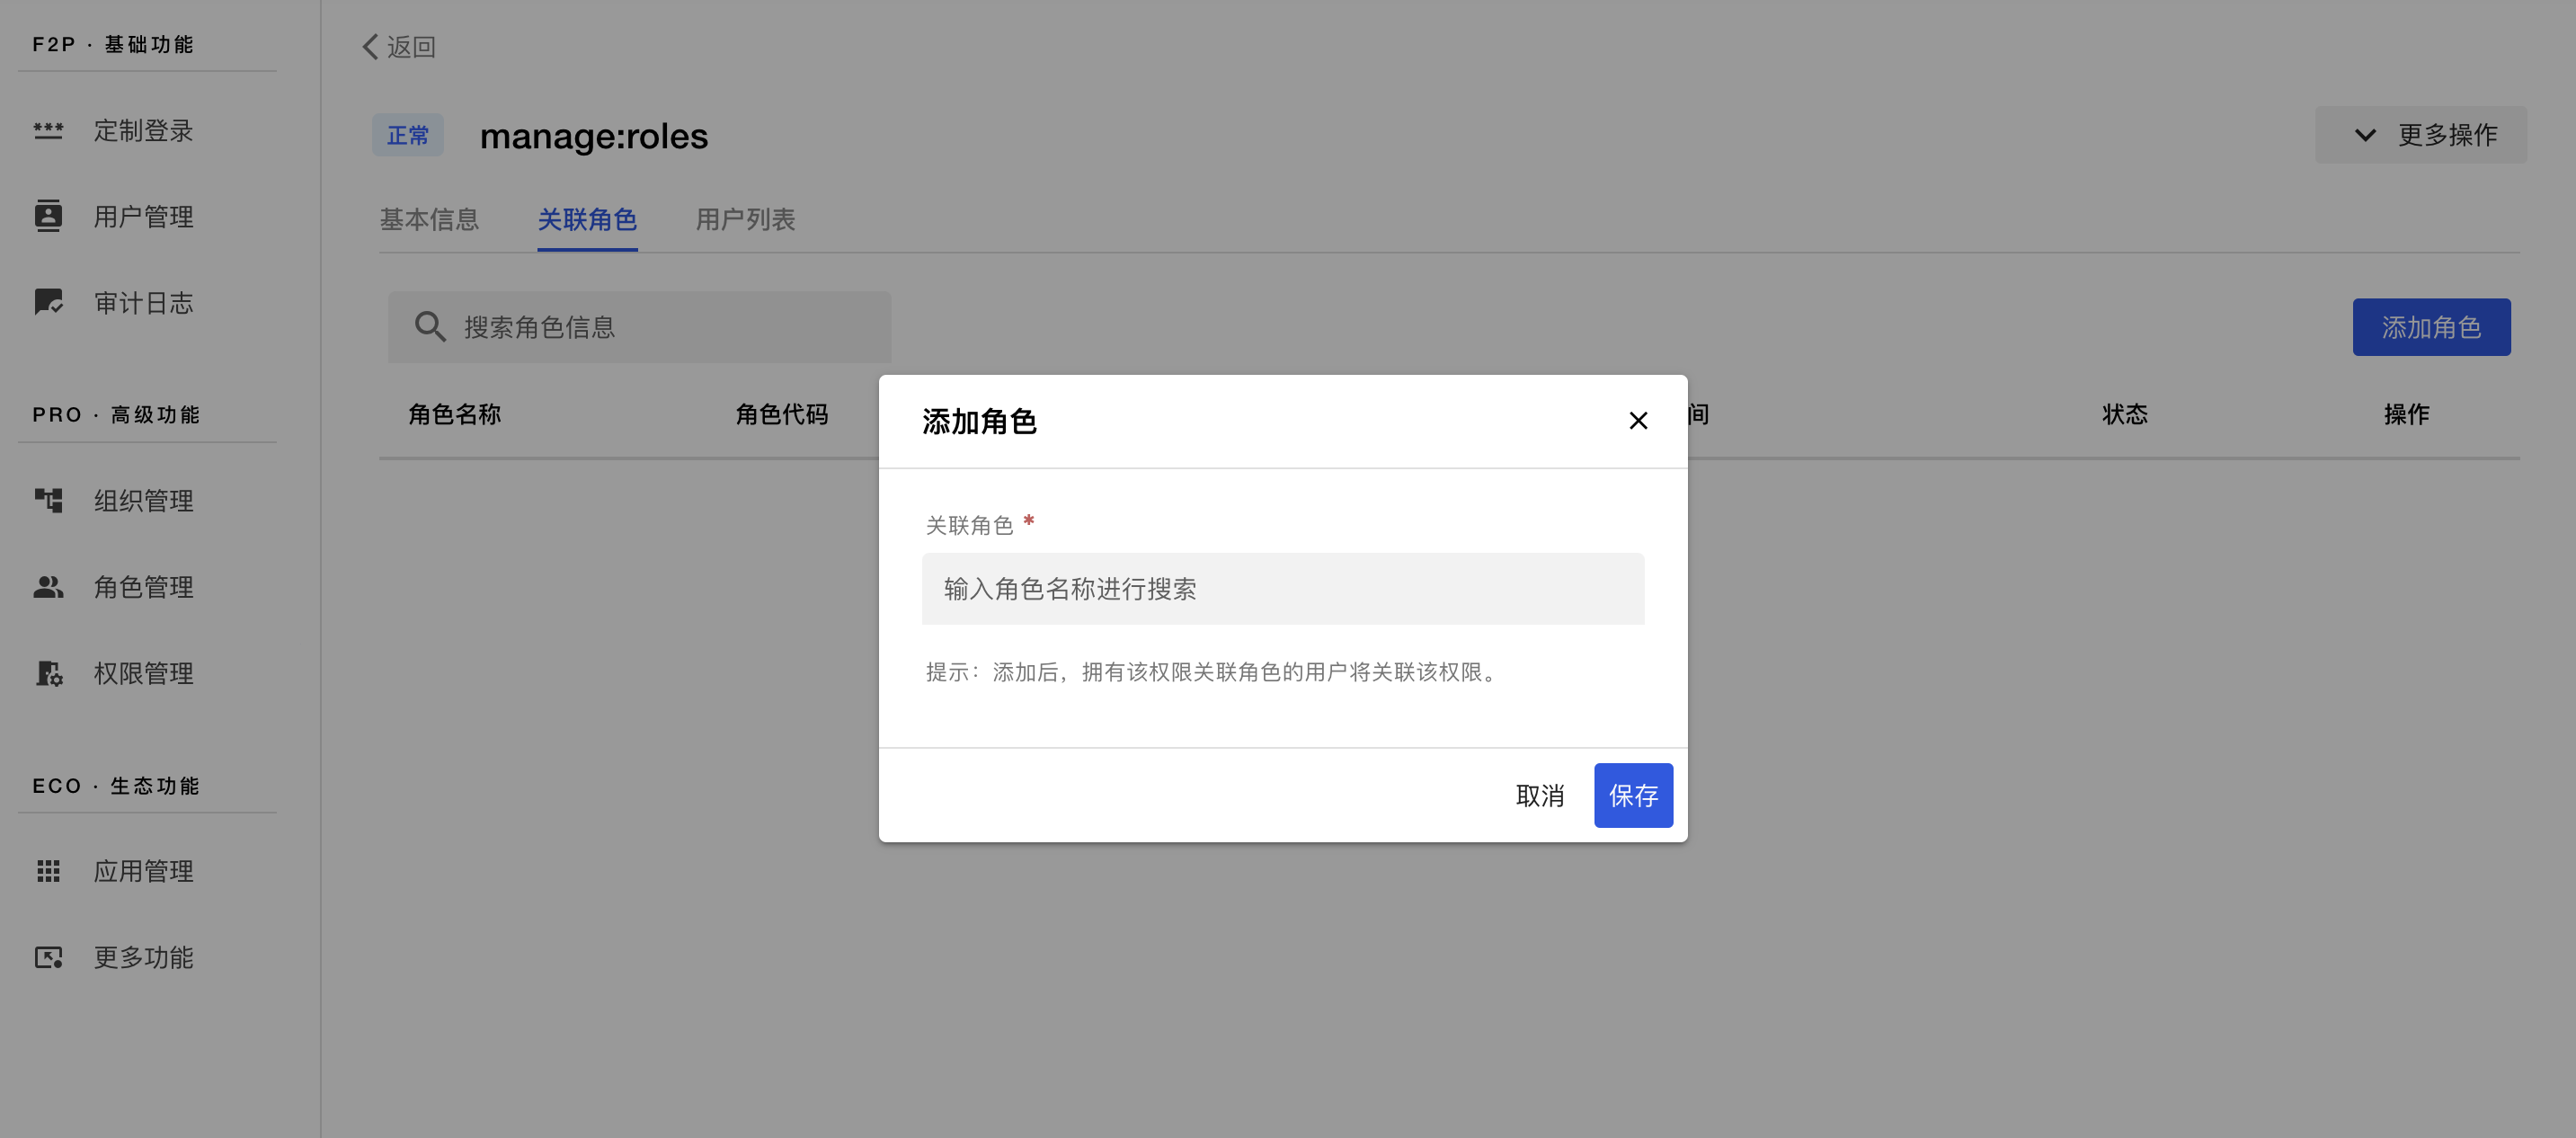 F2P · 基础功能
定制登录
用户管理
审计日志
PRO · 高级功能
组织管理
角色管理
权限管理
ECO · 生态功能
应用管理
更多功能
返回
正常 manage:roles
更多操作
基本信息 关联角色 用户列表
搜索角色信息
添加角色
角色名称 角色代码 间 状态 操作
添加角色
关联角色 *
输入角色名称进行搜索
提示：添加后，拥有该权限关联角色的用户将关联该权限。
取消 保存